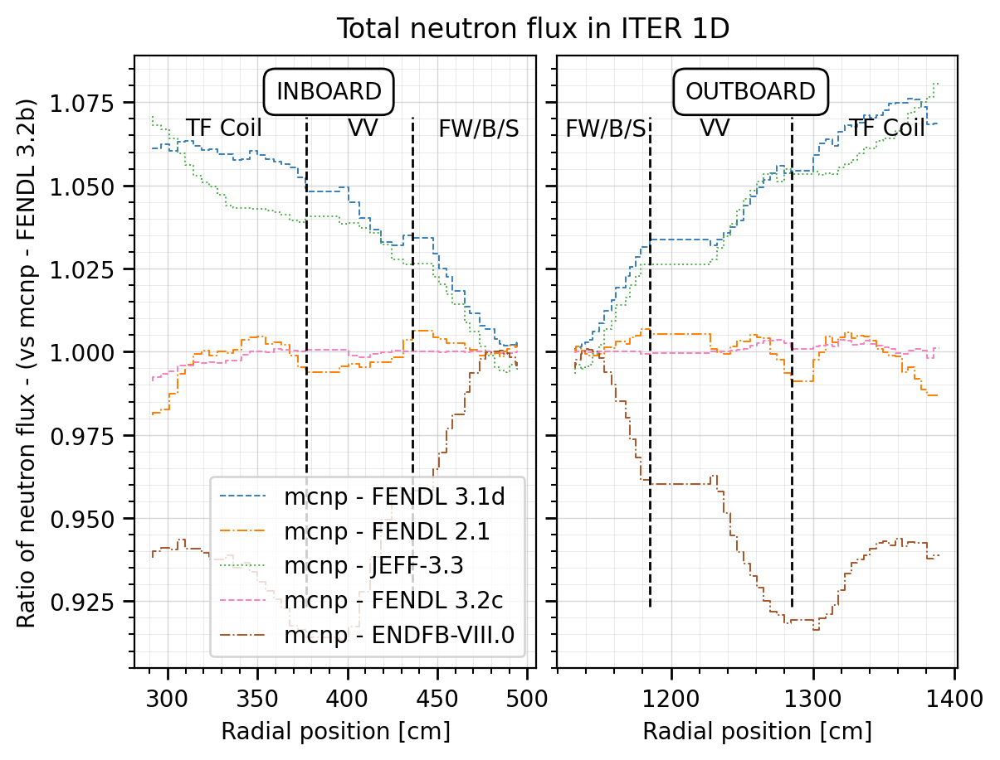 Total neutron flux in ITER 1D
Ratio of neutron flux - (vs mcnp - FENDL 3.2b)
1.075
1.050
1.025
1.000
0.975
0.950
0.925
INBOARD
TF Coil VV FW/B/S
mcnp - FENDL 3.1d
mcnp - FENDL 2.1
mcnp - JEFF-3.3
mcnp - FENDL 3.2c
mcnp - ENDFB-VIII.0
300 350 400 450 500
Radial position [cm]
OUTBOARD
FW/B/S VV TF Coil
1200 1300 1400
Radial position [cm]